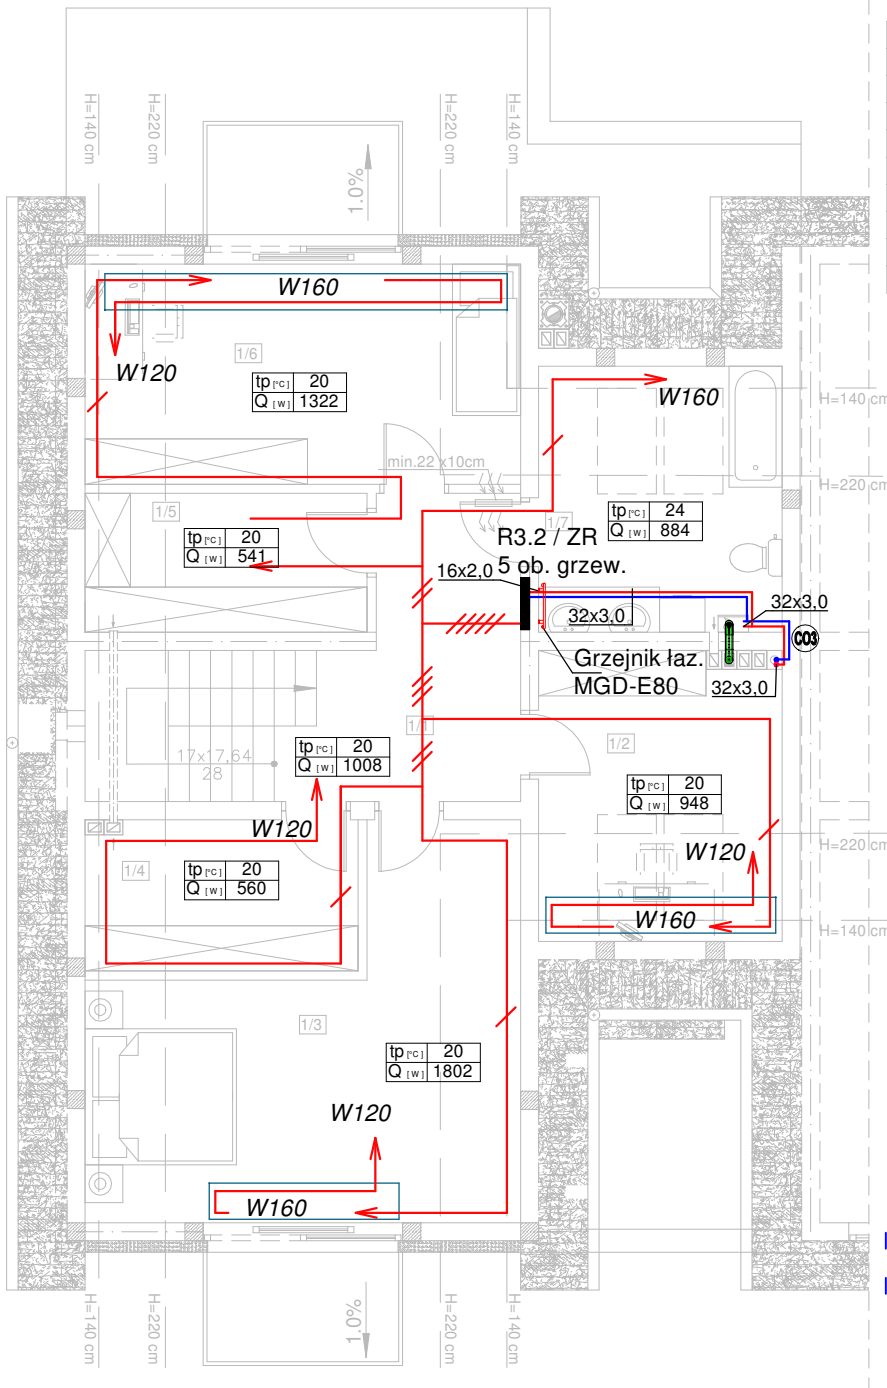 H=140 cm
H=220 cm
H=220 cm
H=140 cm
1.0%
W160
W120
1/6
tp [°C] 20
Q [W] 1322
W160
H=140 cm
min.22 x10cm
H=220 cm
1/5
1/7
tp [°C] 24
Q [W] 884
tp [°C] 20
Q [W] 541
R3.2 / ZR
5 ob. grzew.
16x2,0
32x3,0
32x3,0
CO3
Grzejnik łaz.
MGD-E80
32x3,0
1/1
1/2
17x17,64
28
tp [°C] 20
Q [W] 1008
tp [°C] 20
Q [W] 948
W120
W120
H=220 cm
1/4
tp [°C] 20
Q [W] 560
W160
H=140 cm
1/3
tp [°C] 20
Q [W] 1802
W120
W160
H=140 cm
H=220 cm
1.0%
H=220 cm
H=140 cm